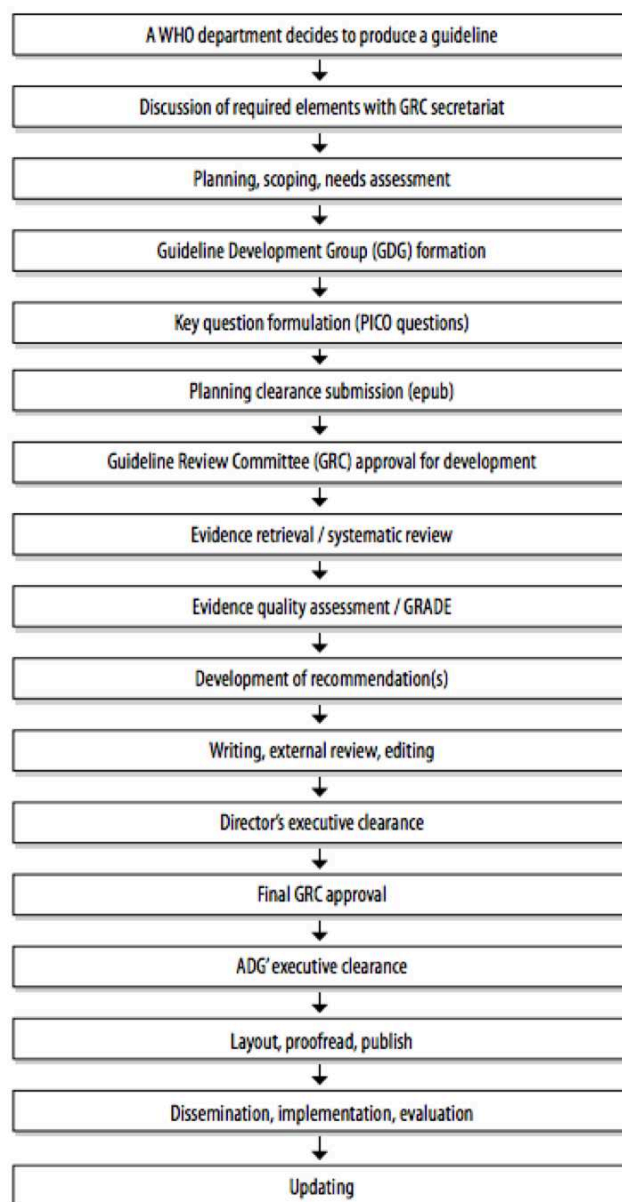 A WHO department decides to produce a guideline
Discussion of required elements with GRC secretariat
Planning, scoping, needs assessment
Guideline Development Group (GDG) formation
Key question formulation (PICO questions)
Planning clearance submission (epub)
Guideline Review Committee (GRC) approval for development
Evidence retrieval / systematic review
Evidence quality assessment / GRADE
Development of recommendation(s)
Writing, external review, editing
Director's executive clearance
Final GRC approval
ADG' executive clearance
Layout, proofread, publish
Dissemination, implementation, evaluation
Updating